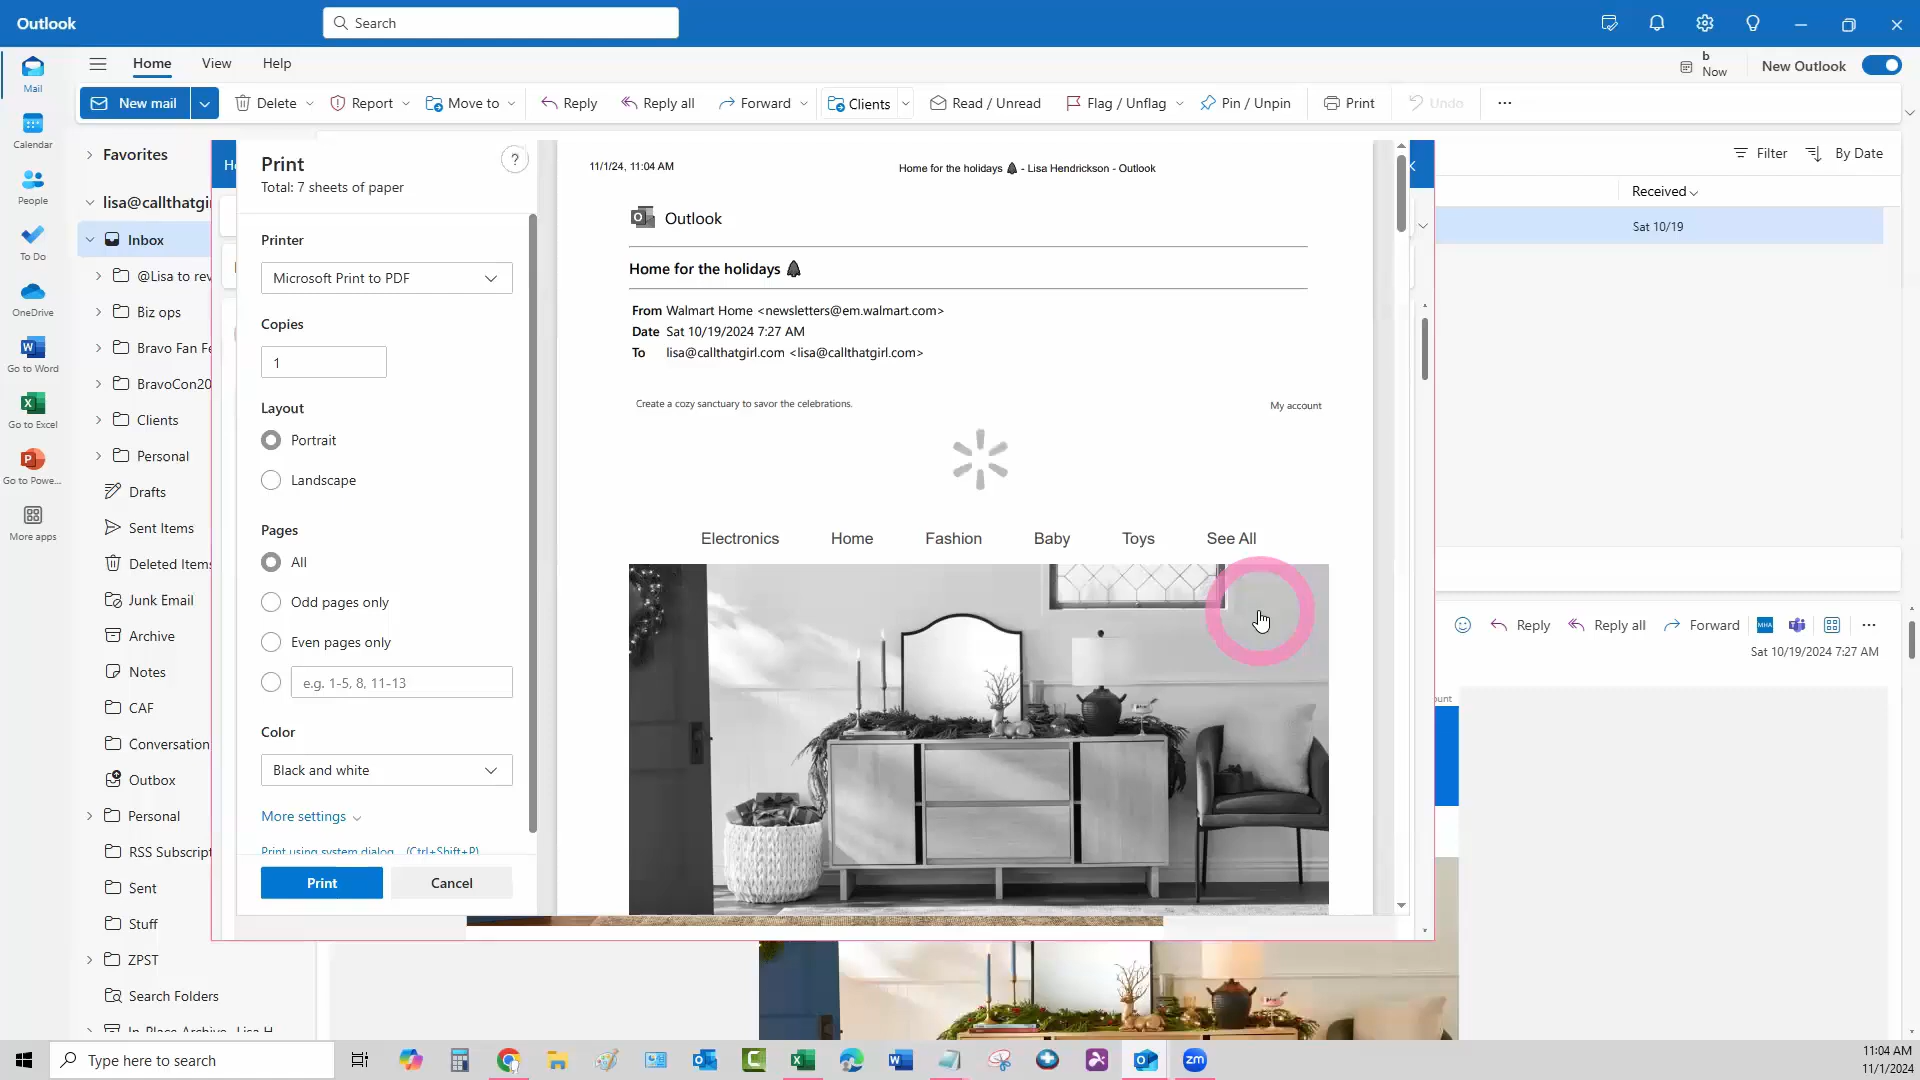 Outlook
Search
Home
View
Help
b
Now
New Outlook
New mail
Delete
Report
Move to
Reply
Reply all
Forward
Clients
Read / Unread
Flag / Unflag
Pin / Unpin
Print
Undo
...
Mail
Calendar
People
To Do
OneDrive
Go to Word
Go to Excel
Go to Powe...
More apps
Favorites
lisa@callthatgi
Inbox
@Lisa to rev
Biz ops
Bravo Fan Fe
BravoCon20
Clients
Personal
Drafts
Sent Items
Deleted Items
Junk Email
Archive
Notes
CAF
Conversation
Outbox
Personal
RSS Subscript
Sent
Stuff
ZPST
Search Folders
In-Place Archive -Lisa H
Print
?
Total: 7 sheets of paper
Printer
Microsoft Print to PDF
Copies
1
Layout
Portrait
Landscape
Pages
All
Odd pages only
Even pages only
e.g. 1-5, 8, 11-13
Color
Black and white
More settings
Print using system dialog... (Ctrl+Shift+P)
Print
Cancel
11/1/24, 11:04 AM
Home for the holidays 🌲 - Lisa Hendrickson - Outlook
Outlook
Home for the holidays 🌲
From Walmart Home <newsletters@em.walmart.com>
Date Sat 10/19/2024 7:27 AM
To lisa@callthatgirl.com <lisa@callthatgirl.com>
Create a cozy sanctuary to savor the celebrations.
My account
Electronics
Home
Fashion
Baby
Toys
See All
Filter
By Date
Received
Sat 10/19
Reply
Reply all
Forward
MHA
...
Sat 10/19/2024 7:27 AM
Type here to search
zm
11:04 AM
11/1/2024